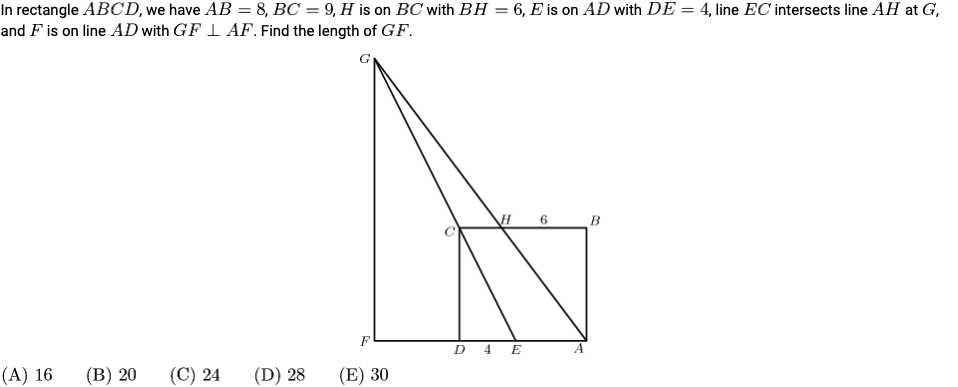 In rectangle ABCD, we have AB = 8, BC = 9, H is on BC with BH = 6, E is on AD with DE = 4, line EC intersects line AH at G,
and F is on line AD with GF ⊥ AF. Find the length of GF.
G
H 6 B
C
F
D 4 E A
(A) 16 (B) 20 (C) 24 (D) 28 (E) 30